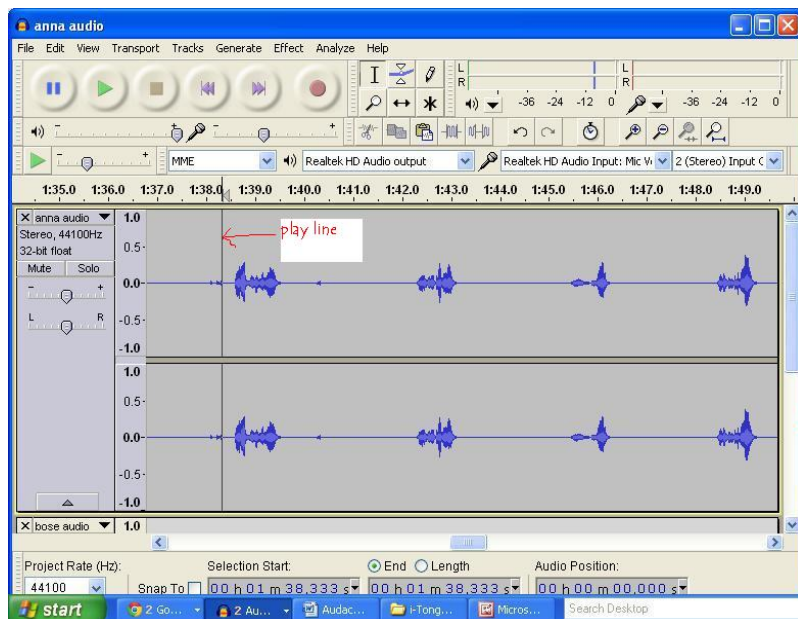 anna audio
File Edit View Transport Tracks Generate Effect Analyze Help
L
R
-36 -24 -12 0
L
R
-36 -24 -12 0
MME
Realtek HD Audio output
Realtek HD Audio Input: Mic
2 (Stereo) Input C
1:35.0 1:36.0 1:37.0 1:38.0 1:39.0 1:40.0 1:41.0 1:42.0 1:43.0 1:44.0 1:45.0 1:46.0 1:47.0 1:48.0 1:49.0
anna audio
Stereo, 44100Hz
32-bit float
Mute Solo
- +
L R
1.0
0.5-
0.0-
-0.5-
-1.0
play line
1.0
0.5-
0.0-
-0.5-
-1.0
bose audio
1.0
Project Rate (Hz): Selection Start: End Length Audio Position:
44100 Snap To 00 h 01 m 38.333 s 00 h 01 m 38.333 s 00 h 00 m 00.000 s
start 2 Go... 2 Au... Audac... i-Tong... Micros... Search Desktop